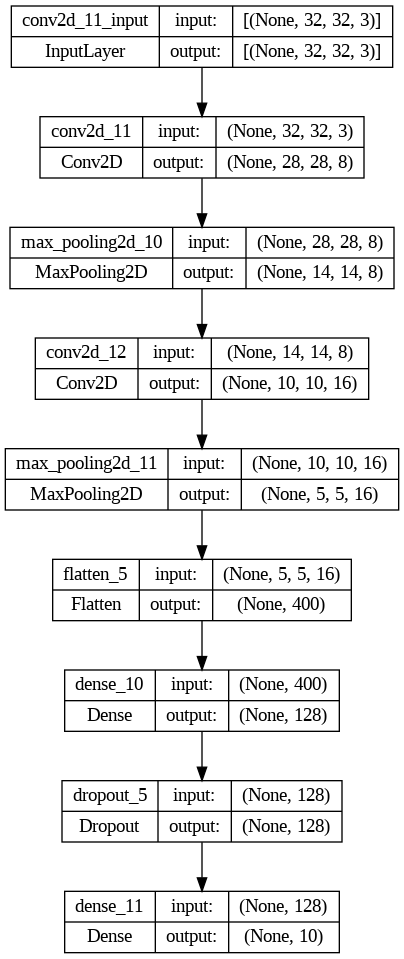 conv2d_11_input input: [(None, 32, 32, 3)]
InputLayer output: [(None, 32, 32, 3)]
conv2d_11 input: (None, 32, 32, 3)
Conv2D output: (None, 28, 28, 8)
max_pooling2d_10 input: (None, 28, 28, 8)
MaxPooling2D output: (None, 14, 14, 8)
conv2d_12 input: (None, 14, 14, 8)
Conv2D output: (None, 10, 10, 16)
max_pooling2d_11 input: (None, 10, 10, 16)
MaxPooling2D output: (None, 5, 5, 16)
flatten_5 input: (None, 5, 5, 16)
Flatten output: (None, 400)
dense_10 input: (None, 400)
Dense output: (None, 128)
dropout_5 input: (None, 128)
Dropout output: (None, 128)
dense_11 input: (None, 128)
Dense output: (None, 10)